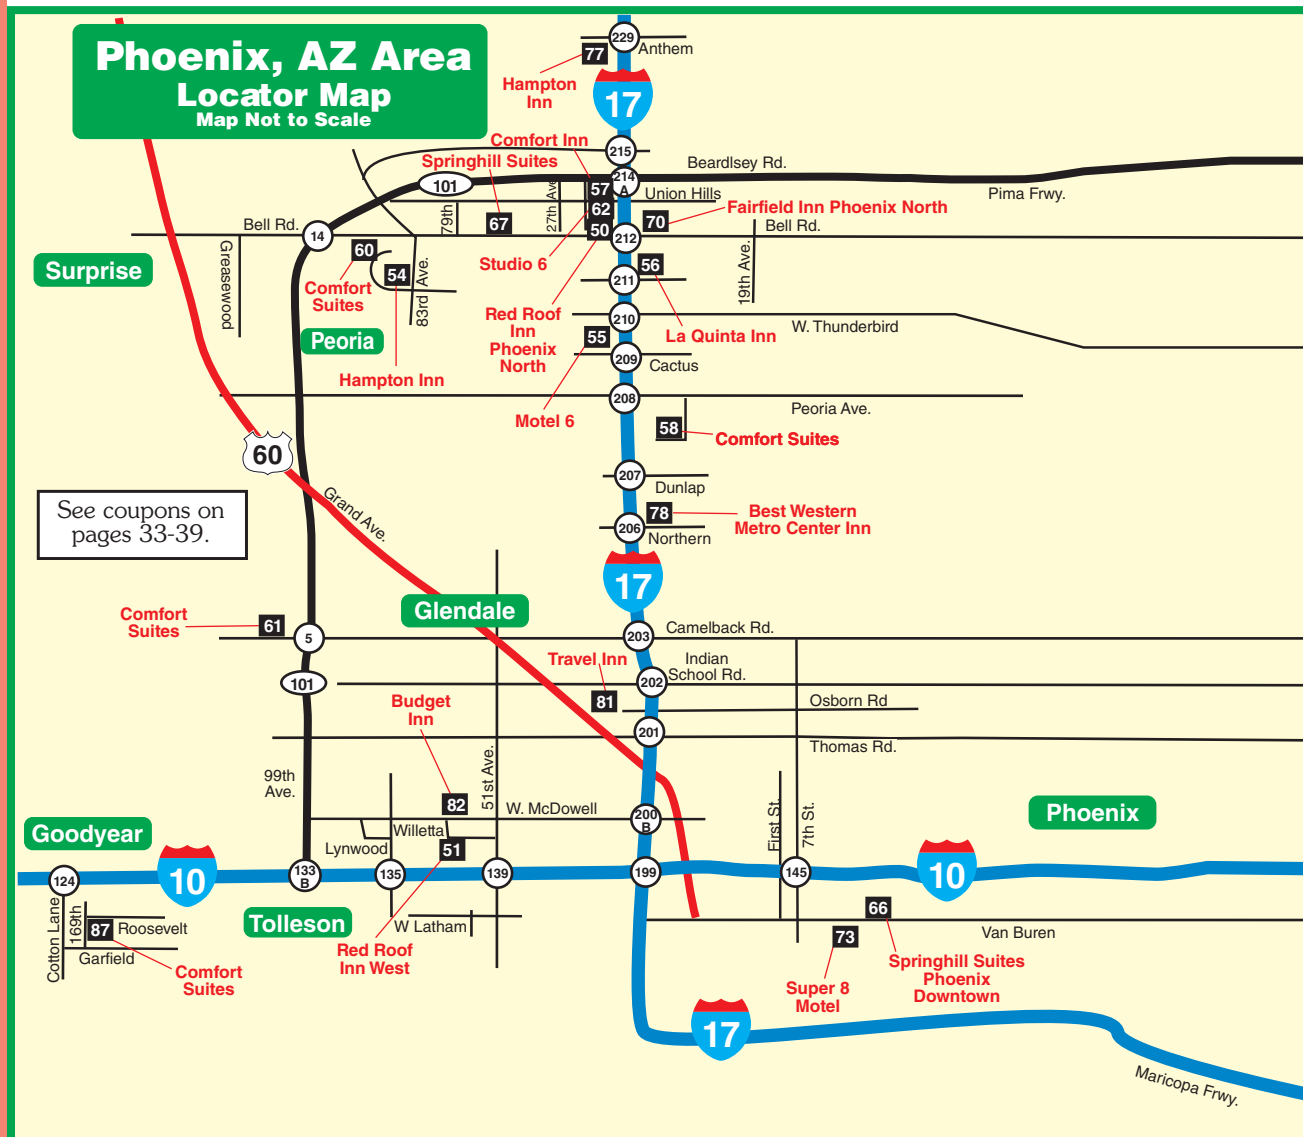 Phoenix, AZ Area
Locator Map
Map Not to Scale
229
Anthem
77
Hampton
Inn
17
Comfort Inn
215
Springhill Suites
Beardlsey Rd.
101
214
A
57
Union Hills
Pima Frwy.
27th Ave
79th
62
67
70
Fairfield Inn Phoenix North
Bell Rd.
14
50
212
Bell Rd.
Surprise
Greasewood
60
54
83rd Ave.
Comfort
Suites
Studio 6
56
211
19th Ave.
Red Roof
Inn
Phoenix
North
210
W. Thunderbird
La Quinta Inn
Peoria
55
209
Cactus
Hampton Inn
208
Peoria Ave.
Motel 6
58
Comfort Suites
60
207
Dunlap
Grand Ave.
See coupons on
pages 33-39.
78
Best Western
Metro Center Inn
206
Northern
17
Glendale
Comfort
Suites
61
5
203
Camelback Rd.
Travel Inn
Indian
School Rd.
101
202
81
Osborn Rd
Budget
Inn
201
Thomas Rd.
99th
Ave.
51st Ave.
82
W. McDowell
200
B
First St.
7th St.
Phoenix
Goodyear
Willetta
Lynwood
51
124
10
133
B
135
139
199
145
10
Cotton Lane
169th
87
Roosevelt
Garfield
Tolleson
W Latham
66
73
Van Buren
Red Roof
Inn West
Comfort
Suites
Springhill Suites
Phoenix
Downtown
Super 8
Motel
17
Maricopa Frwy.